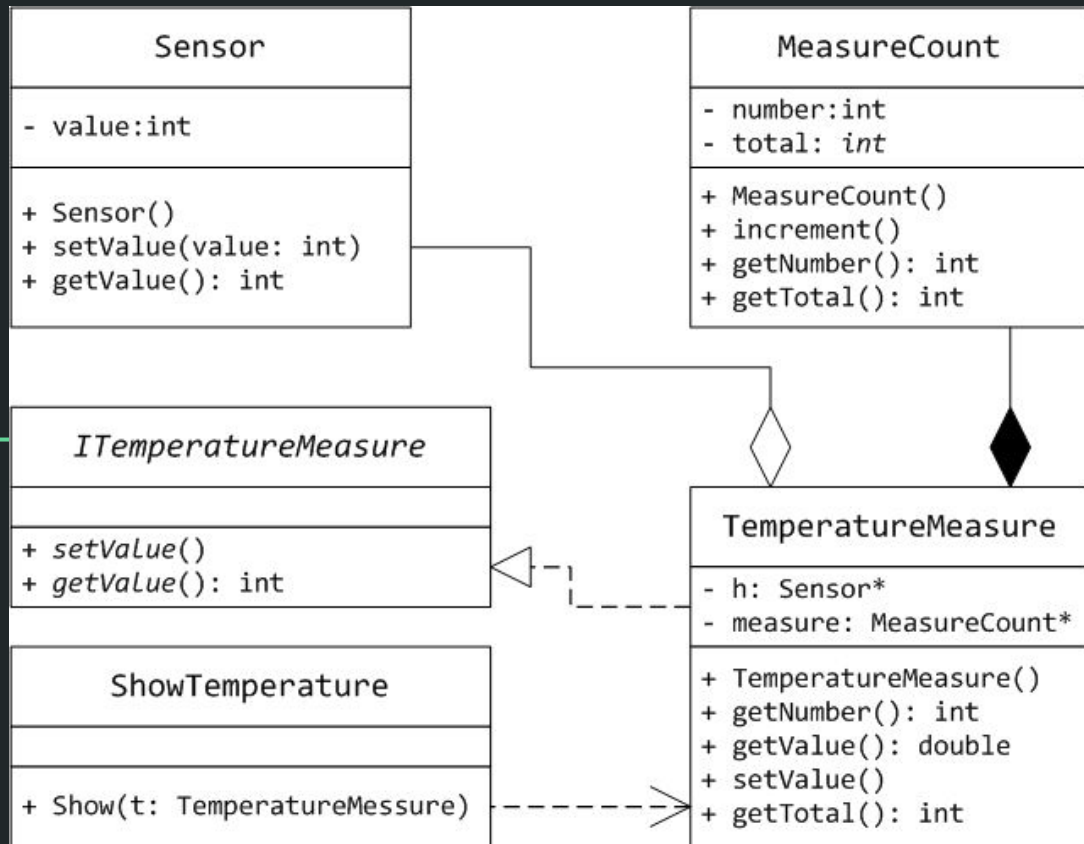 Sensor
- value:int
+ Sensor()
+ setValue(value: int)
+ getValue(): int
MeasureCount
- number:int
- total: int
+ MeasureCount()
+ increment()
+ getNumber(): int
+ getTotal(): int
ITemperatureMeasure
+ setValue()
+ getValue(): int
TemperatureMeasure
- h: Sensor*
- measure: MeasureCount*
+ TemperatureMeasure()
+ getNumber(): int
+ getValue(): double
+ setValue()
+ getTotal(): int
ShowTemperature
+ Show(t: TemperatureMessure)